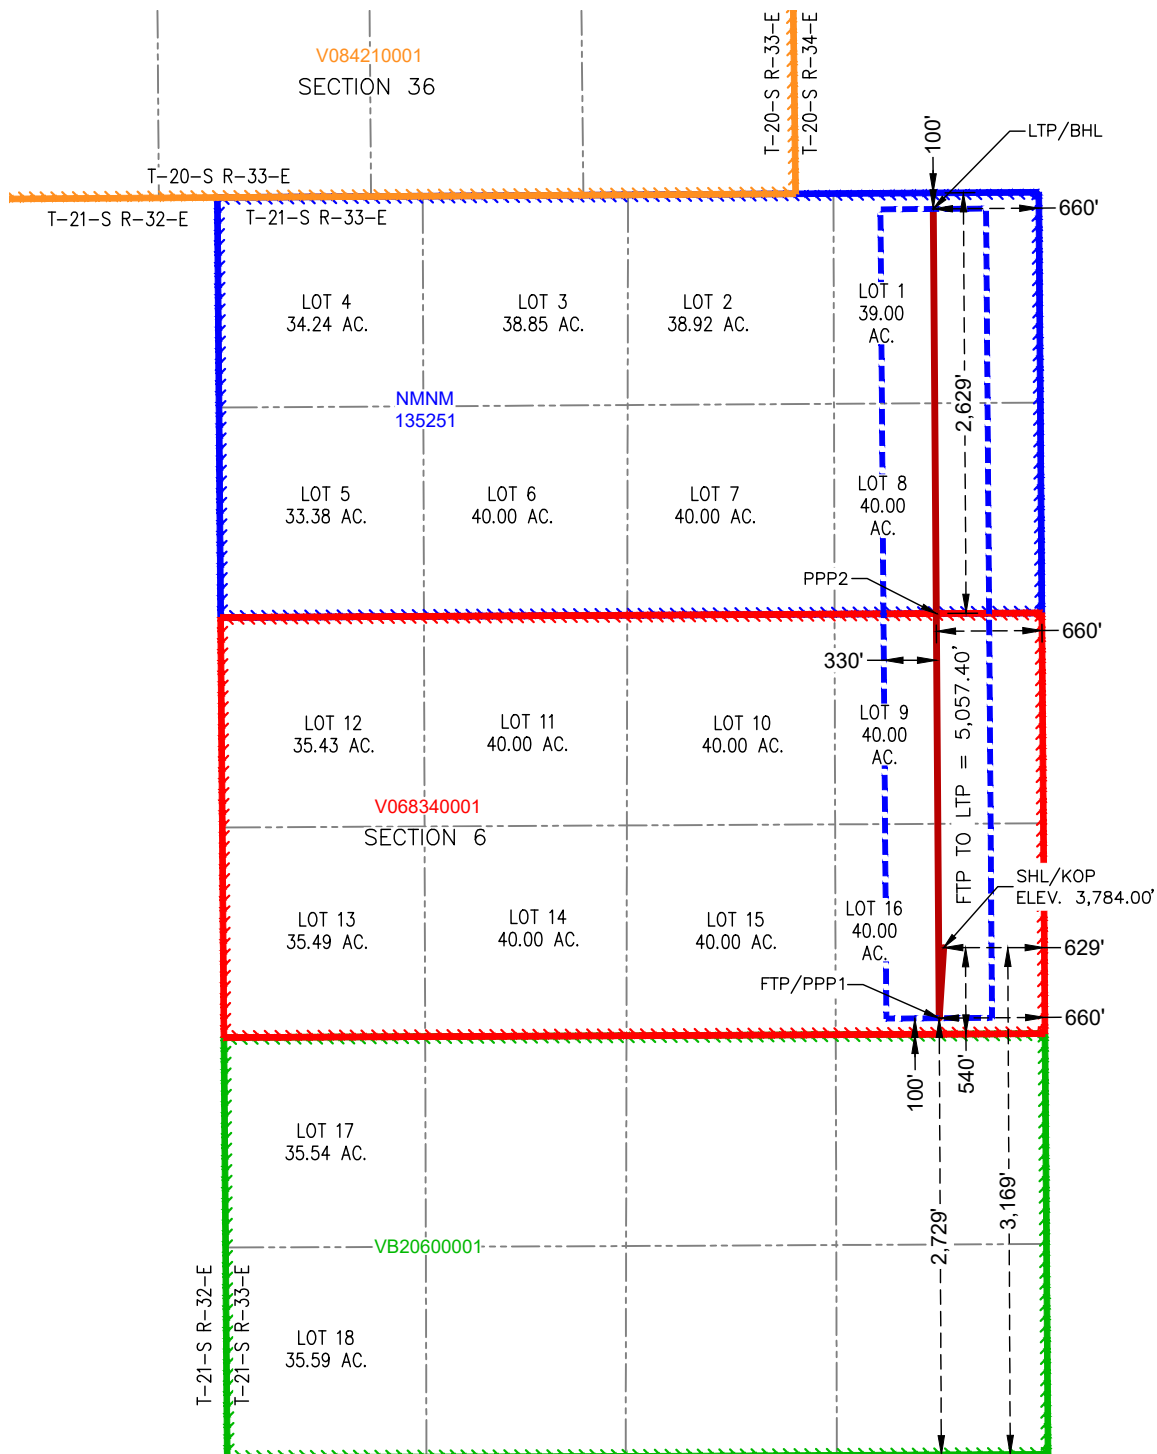 V084210001
SECTION 36
T-20-S R-33-E
T-20-S R-34-E
100'
LTP/BHL
T-20-S R-33-E
T-21-S R-32-E
T-21-S R-33-E
660'
LOT 4
34.24 AC.
LOT 3
38.85 AC.
LOT 2
38.92 AC.
LOT 1
39.00
AC.
2,629'
NMNM
135251
LOT 5
33.38 AC.
LOT 6
40.00 AC.
LOT 7
40.00 AC.
LOT 8
40.00
AC.
PPP2
660'
330'
FTP TO LTP = 5,057.40'
LOT 12
35.43 AC.
LOT 11
40.00 AC.
LOT 10
40.00 AC.
LOT 9
40.00
AC.
V068340001
SECTION 6
SHL/KOP
ELEV. 3,784.00'
LOT 13
35.49 AC.
LOT 14
40.00 AC.
LOT 15
40.00 AC.
LOT 16
40.00
AC.
629'
FTP/PPP1
660'
100'
540'
LOT 17
35.54 AC.
3,169'
2,729'
VB20600001
T-21-S R-32-E
T-21-S R-33-E
LOT 18
35.59 AC.